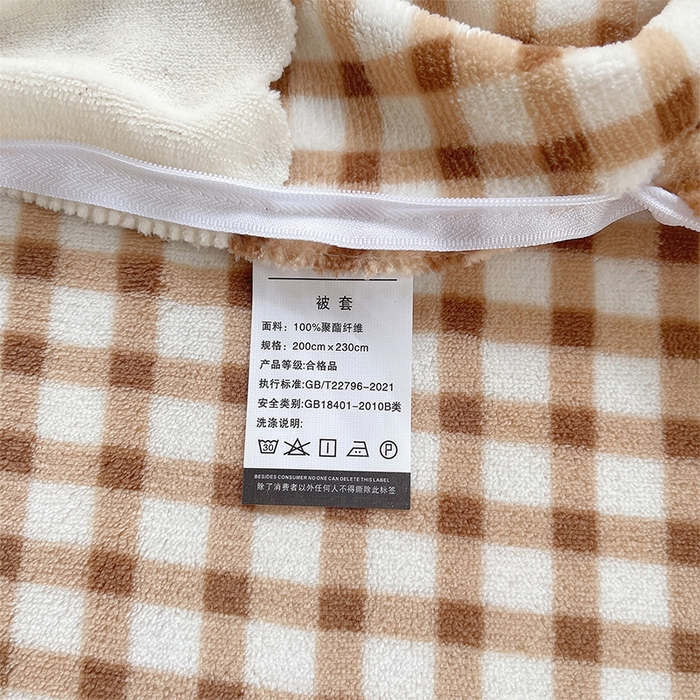 被套
面料：100%聚酯纤维
规格：200cm×230cm
产品等级:合格品
执行标准:GB/T22796-2021
安全类别:GB18401-2010B类
洗涤说明:
30 P
BESIDES CONSUMER NO ONE CAN DELETE THIS LABEL
除了消费者以外任何人不得撕除此标签